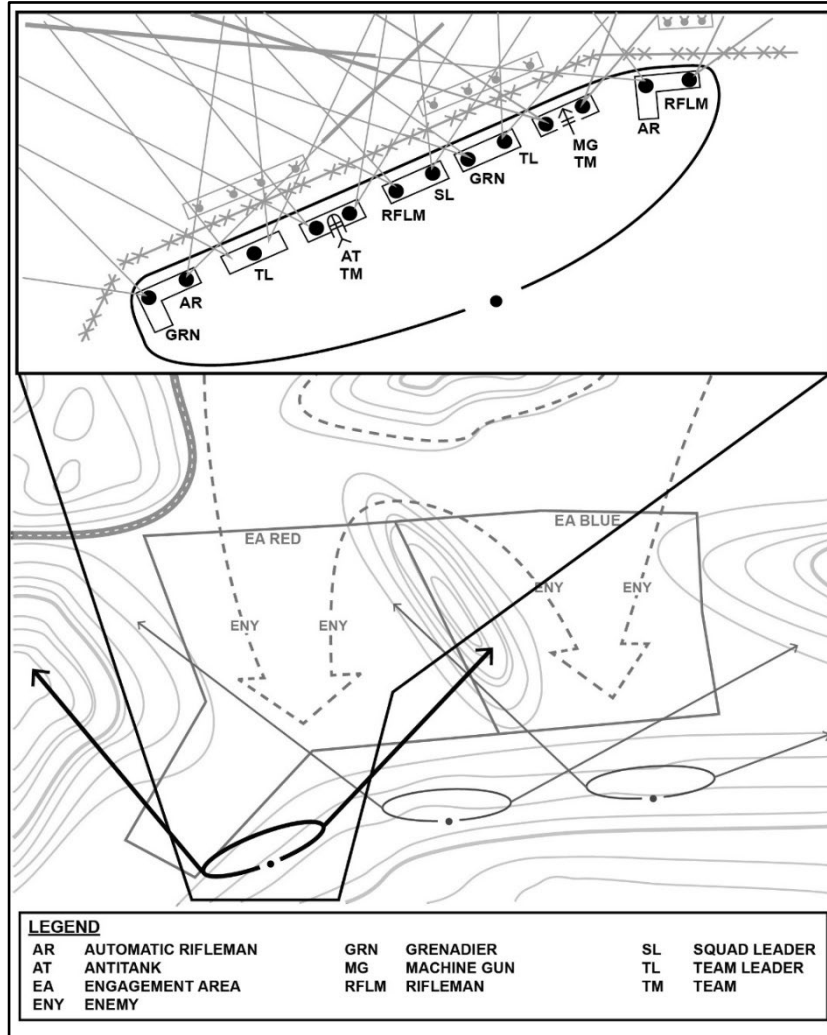 RFLM
AR
MG
TM
TL
GRN
SL
RFLM
AT
TM
TL
AR
GRN
EA RED
EA BLUE
ENY
ENY
ENY
ENY
LEGEND
AR AUTOMATIC RIFLEMAN GRN GRENADIER SL SQUAD LEADER
AT ANTITANK MG MACHINE GUN TL TEAM LEADER
EA ENGAGEMENT AREA RFLM RIFLEMAN TM TEAM
ENY ENEMY